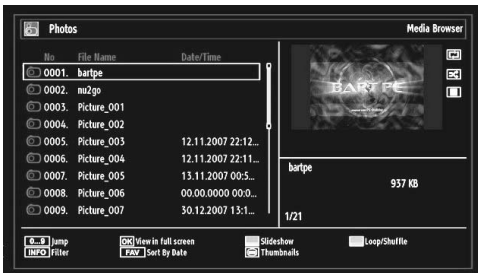 Photos Media Browser
No File Name Date/Time
0001. bartpe
0002. nu2go
0003. Picture_001
0004. Picture_002
0005. Picture_003 12.11.2007 22:12...
0006. Picture_004 12.11.2007 22:11...
0007. Picture_005 13.11.2007 00:5...
0008. Picture_006 00.00.0000 00:0...
0009. Picture_007 30.12.2007 13:1...
BART PE
bartpe
937 KB
1/21
0...9 Jump OK View in full screen Slideshow Loop/Shuffle
INFO Filter FAV Sort By Date Thumbnails